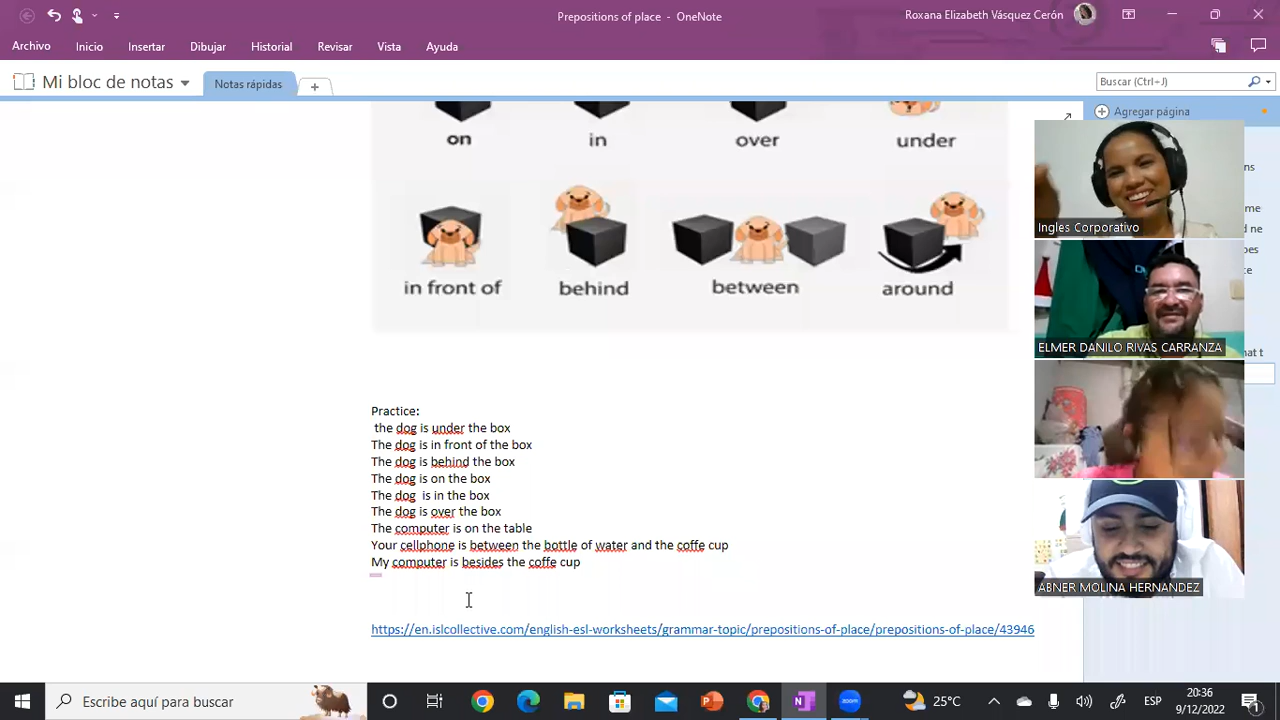 Prepositions of place - OneNote
Roxana Elizabeth Vásquez Cerón
Archivo Inicio Insertar Dibujar Historial Revisar Vista Ayuda
Mi bloc de notas
Notas rápidas
+
Buscar (Ctrl+J)
Agregar página
on in over under
in front of behind between around
Ingles Corporativo
ELMER DANILO RIVAS CARRANZA
ABNER MOLINA HERNANDEZ
Practice:
the dog is under the box
The dog is in front of the box
The dog is behind the box
The dog is on the box
The dog is in the box
The dog is over the box
The computer is on the table
Your cellphone is between the bottle of water and the coffe cup
My computer is besides the coffe cup
https://en.islcollective.com/english-esl-worksheets/grammar-topic/prepositions-of-place/prepositions-of-place/43946
Escribe aquí para buscar
25°C
ESP
20:36
9/12/2022